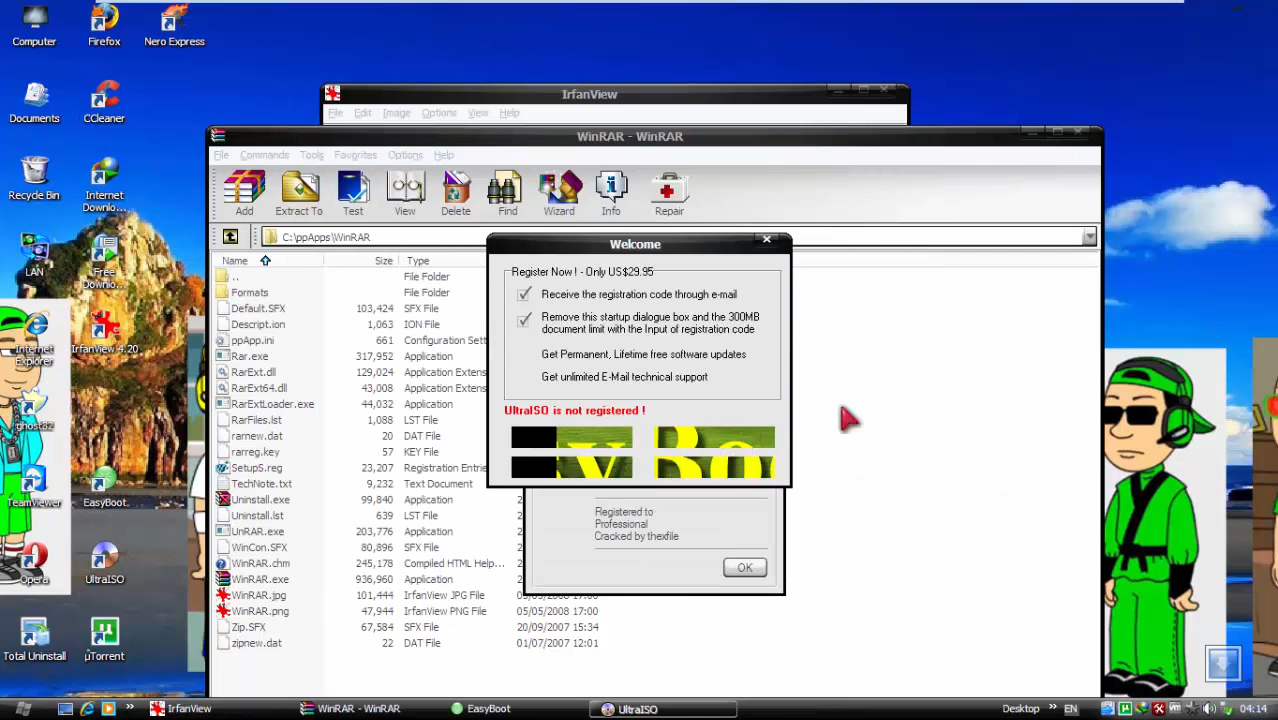 Computer
Firefox
Nero Express
Documents
CCleaner
Recycle Bin
Internet
Downlo...
LAN
Free
Downlo...
Internet
Explorer
IrfanView 4.20
ghost32
TeamViewer
EasyBoot
Opera
UltraISO
Total Uninstall
µTorrent
IrfanView
File Edit Image Options View Help
WinRAR - WinRAR
File Commands Tools Favorites Options Help
Add Extract To Test View Delete Find Wizard Info Repair
C:\ppApps\WinRAR
Name Size Type
.. File Folder
Formats File Folder
Default.SFX 103,424 SFX File
Descript.ion 1,063 ION File
ppApp.ini 661 Configuration Sett
Rar.exe 317,952 Application
RarExt.dll 129,024 Application Extens
RarExt64.dll 43,008 Application Extens
RarExtLoader.exe 44,032 Application
RarFiles.lst 1,088 LST File
rarnew.dat 20 DAT File
rarreg.key 57 KEY File
SetupS.reg 23,207 Registration Entrie
TechNote.txt 9,232 Text Document
Uninstall.exe 99,840 Application 2
Uninstall.lst 639 LST File 2
UnRAR.exe 203,776 Application 2
WinCon.SFX 80,896 SFX File 2
WinRAR.chm 245,178 Compiled HTML Help... 2
WinRAR.exe 936,960 Application 2
WinRAR.jpg 101,444 IrfanView JPG File
WinRAR.png 47,944 IrfanView PNG File 05/05/2008 17:00
Zip.SFX 67,584 SFX File 20/09/2007 15:34
zipnew.dat 22 DAT File 01/07/2007 12:01
Welcome
Register Now ! - Only US$29.95
Receive the registration code through e-mail
Remove this startup dialogue box and the 300MB
document limit with the Input of registration code
Get Permanent, Lifetime free software updates
Get unlimited E-Mail technical support
UltraISO is not registered !
Registered to
Professional
Cracked by thexfile
OK
IrfanView WinRAR - WinRAR EasyBoot UltraISO Desktop » EN 04:14